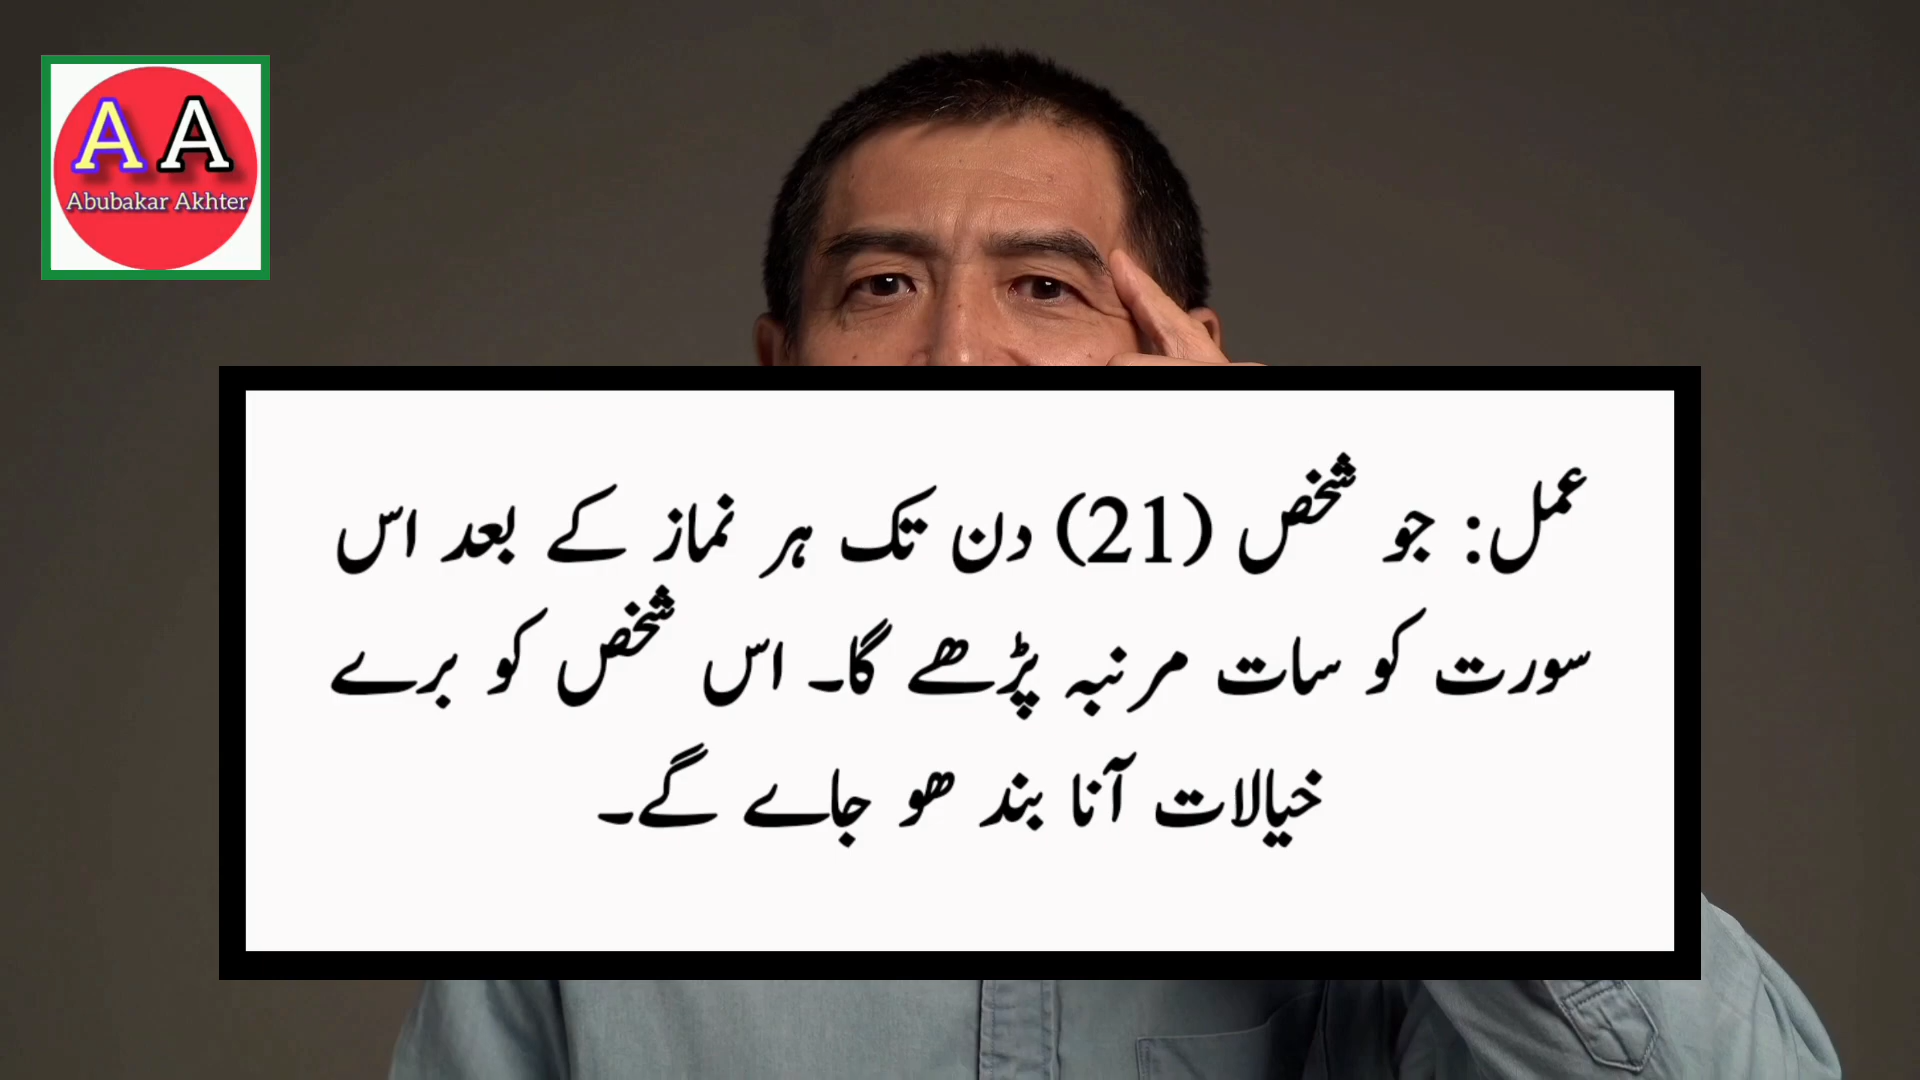 A A
Abubakar Akhter
عمل: جو شخص (21) دن تک ہر نماز کے بعد اس
سورت کو سات مرنبہ پڑھے گا۔ اس شخص کو برے
خیالات آنا بند ھو جاے گے۔